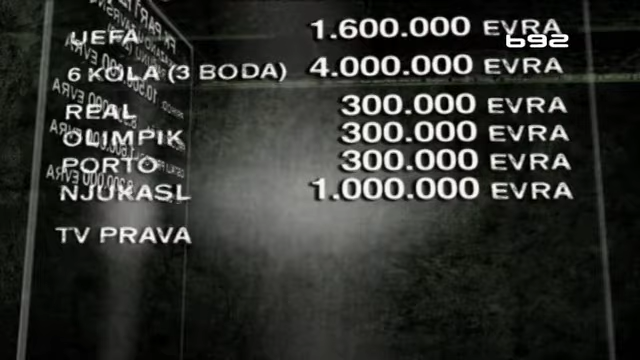 UEFA 1.600.000 EVRA
b92
6 KOLA (3 BODA) 4.000.000 EVRA
REAL 300.000 EVRA
OLIMPIK 300.000 EVRA
PORTO 300.000 EVRA
NJUKASL 1.000.000 EVRA
TV PRAVA